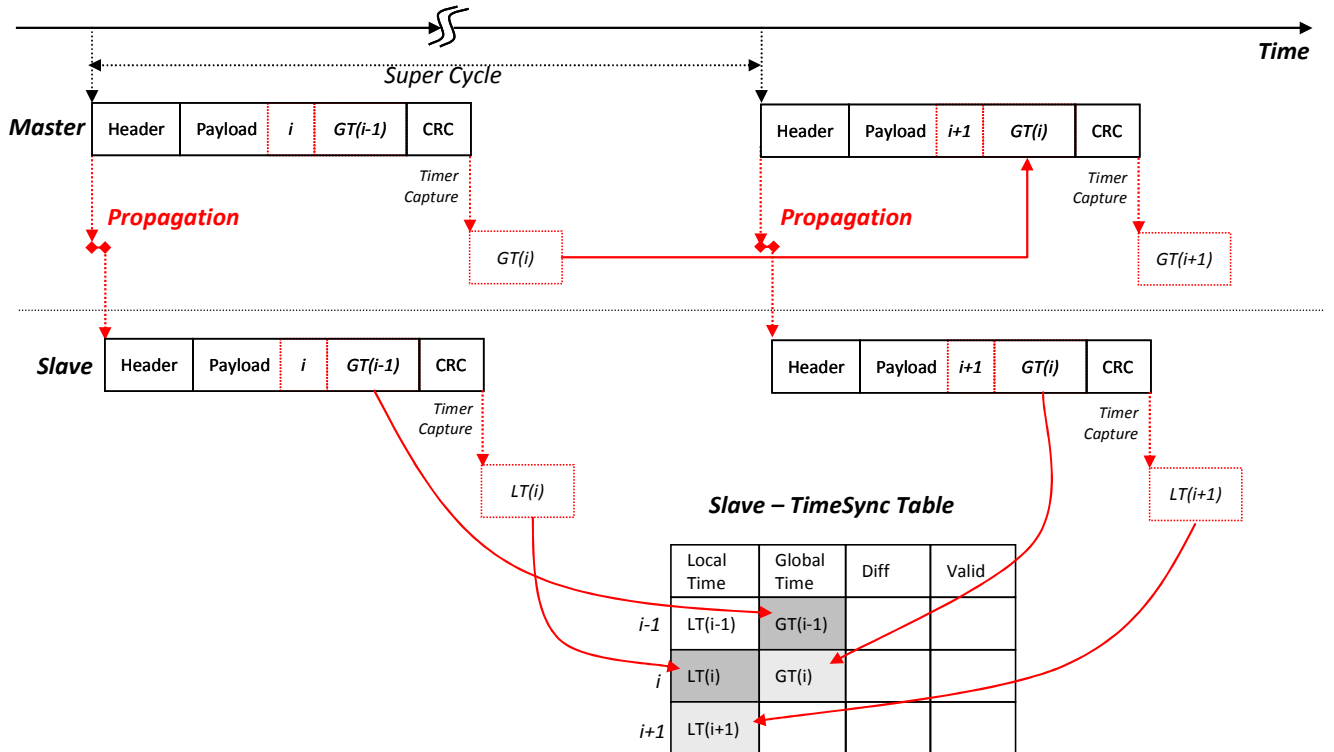 Time
Super Cycle
Master
Header Payload i GT(i-1) CRC
Header Payload i+1 GT(i) CRC
Timer
Capture
Timer
Capture
Propagation
Propagation
GT(i)
GT(i+1)
Slave
Header Payload i GT(i-1) CRC
Header Payload i+1 GT(i) CRC
Timer
Capture
Timer
Capture
LT(i)
LT(i+1)
Slave – TimeSync Table
Local
Time
Global
Time
Diff
Valid
i-1 LT(i-1) GT(i-1)
i LT(i) GT(i)
i+1 LT(i+1)